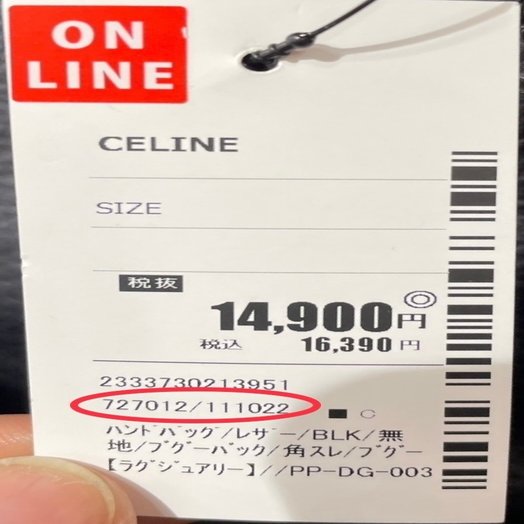 ON
LINE
CELINE
SIZE
税抜
14,900円
税込 16,390円
2333730213951
727012/111022 ■ C
ハンドバッグ/レザー/BLK/無
地/ブグーバック/角スレ/ブグー
【ラグジュアリー】//PP-DG-003